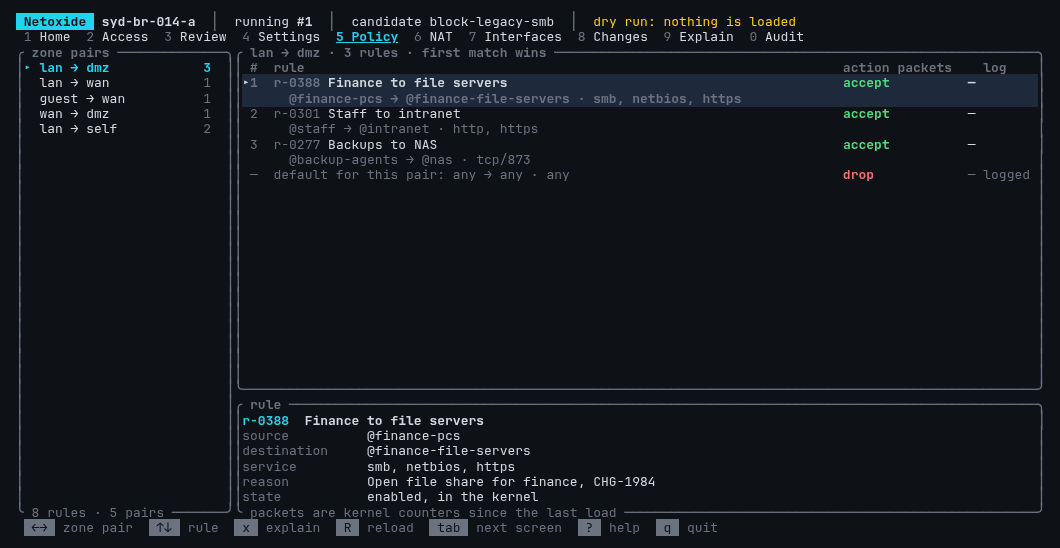 Netoxide syd-br-014-a │ running #1 │ candidate block-legacy-smb │ dry run: nothing is loaded
1 Home 2 Access 3 Review 4 Settings 5 Policy 6 NAT 7 Interfaces 8 Changes 9 Explain 0 Audit
zone pairs
▸ lan → dmz 3
lan → wan 1
guest → wan 1
wan → dmz 1
lan → self 2
8 rules · 5 pairs
lan → dmz · 3 rules · first match wins
# rule action packets log
▸1 r-0388 Finance to file servers accept —
@finance-pcs → @finance-file-servers · smb, netbios, https
2 r-0301 Staff to intranet accept —
@staff → @intranet · http, https
3 r-0277 Backups to NAS accept —
@backup-agents → @nas · tcp/873
— default for this pair: any → any · any drop — logged
rule
r-0388 Finance to file servers
source @finance-pcs
destination @finance-file-servers
service smb, netbios, https
reason Open file share for finance, CHG-1984
state enabled, in the kernel
packets are kernel counters since the last load
←→ zone pair ↑↓ rule x explain R reload tab next screen ? help q quit